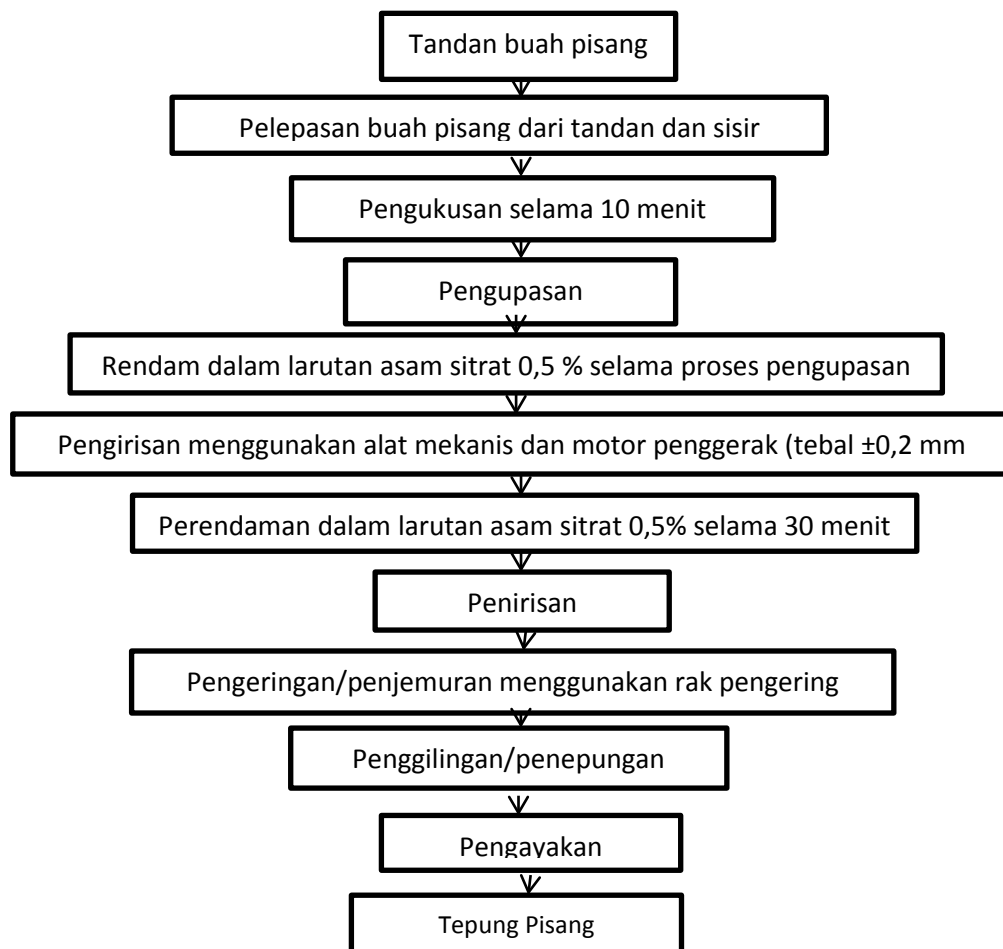 Tandan buah pisang
Pelepasan buah pisang dari tandan dan sisir
Pengukusan selama 10 menit
Pengupasan
Rendam dalam larutan asam sitrat 0,5 % selama proses pengupasan
Pengirisan menggunakan alat mekanis dan motor penggerak (tebal ±0,2 mm
Perendaman dalam larutan asam sitrat 0,5% selama 30 menit
Penirisan
Pengeringan/penjemuran menggunakan rak pengering
Penggilingan/penepungan
Pengayakan
Tepung Pisang